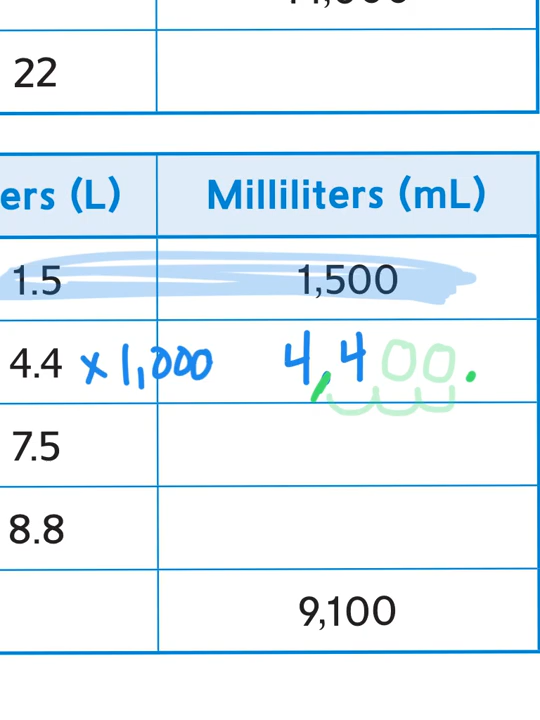 22
ers (L) Milliliters (mL)
1.5 1,500
4.4 x 1,000 4,400.
7.5
8.8
9,100